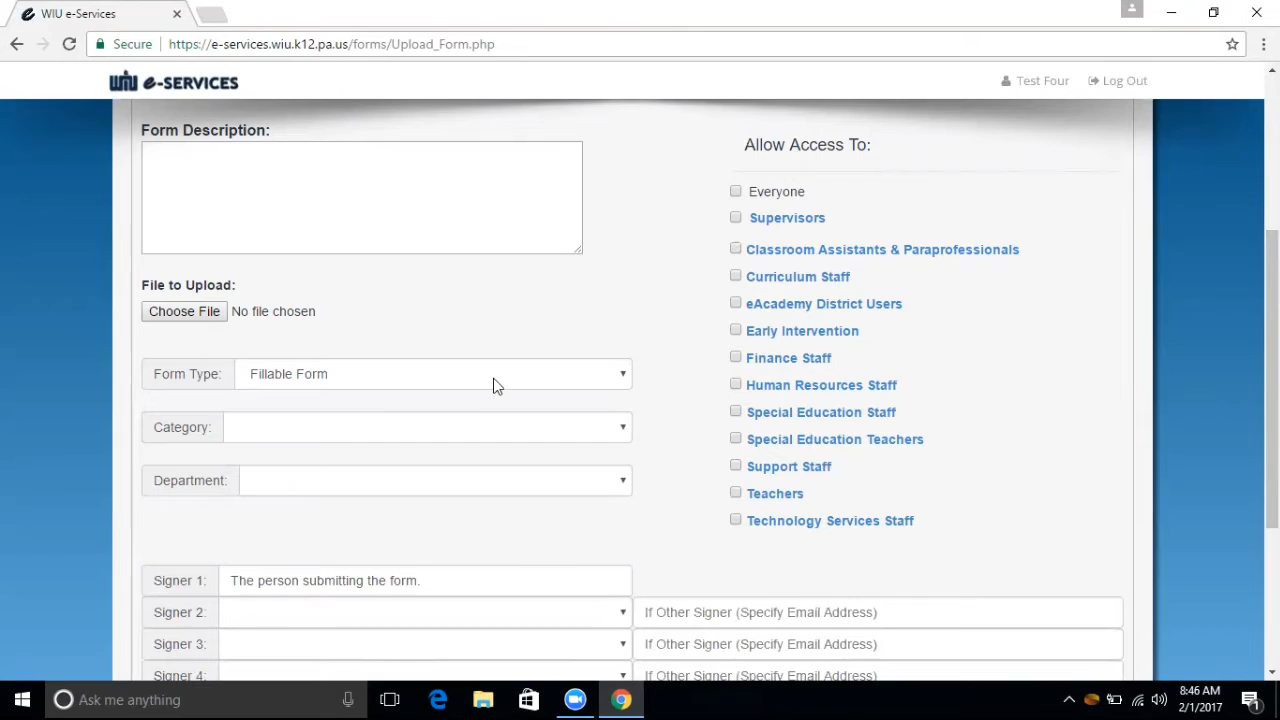 WIU e-Services
Secure https://e-services.wiu.k12.pa.us/forms/Upload_Form.php
WIU e-SERVICES
Test Four
Log Out
Form Description:
Allow Access To:
Everyone
Supervisors
Classroom Assistants & Paraprofessionals
File to Upload:
Curriculum Staff
Choose File No file chosen
eAcademy District Users
Early Intervention
Finance Staff
Form Type: Fillable Form
Human Resources Staff
Special Education Staff
Category:
Special Education Teachers
Support Staff
Department:
Teachers
Technology Services Staff
Signer 1: The person submitting the form.
Signer 2: If Other Signer (Specify Email Address)
Signer 3: If Other Signer (Specify Email Address)
Signer 4: If Other Signer (Specify Email Address)
Ask me anything
8:46 AM
2/1/2017
1